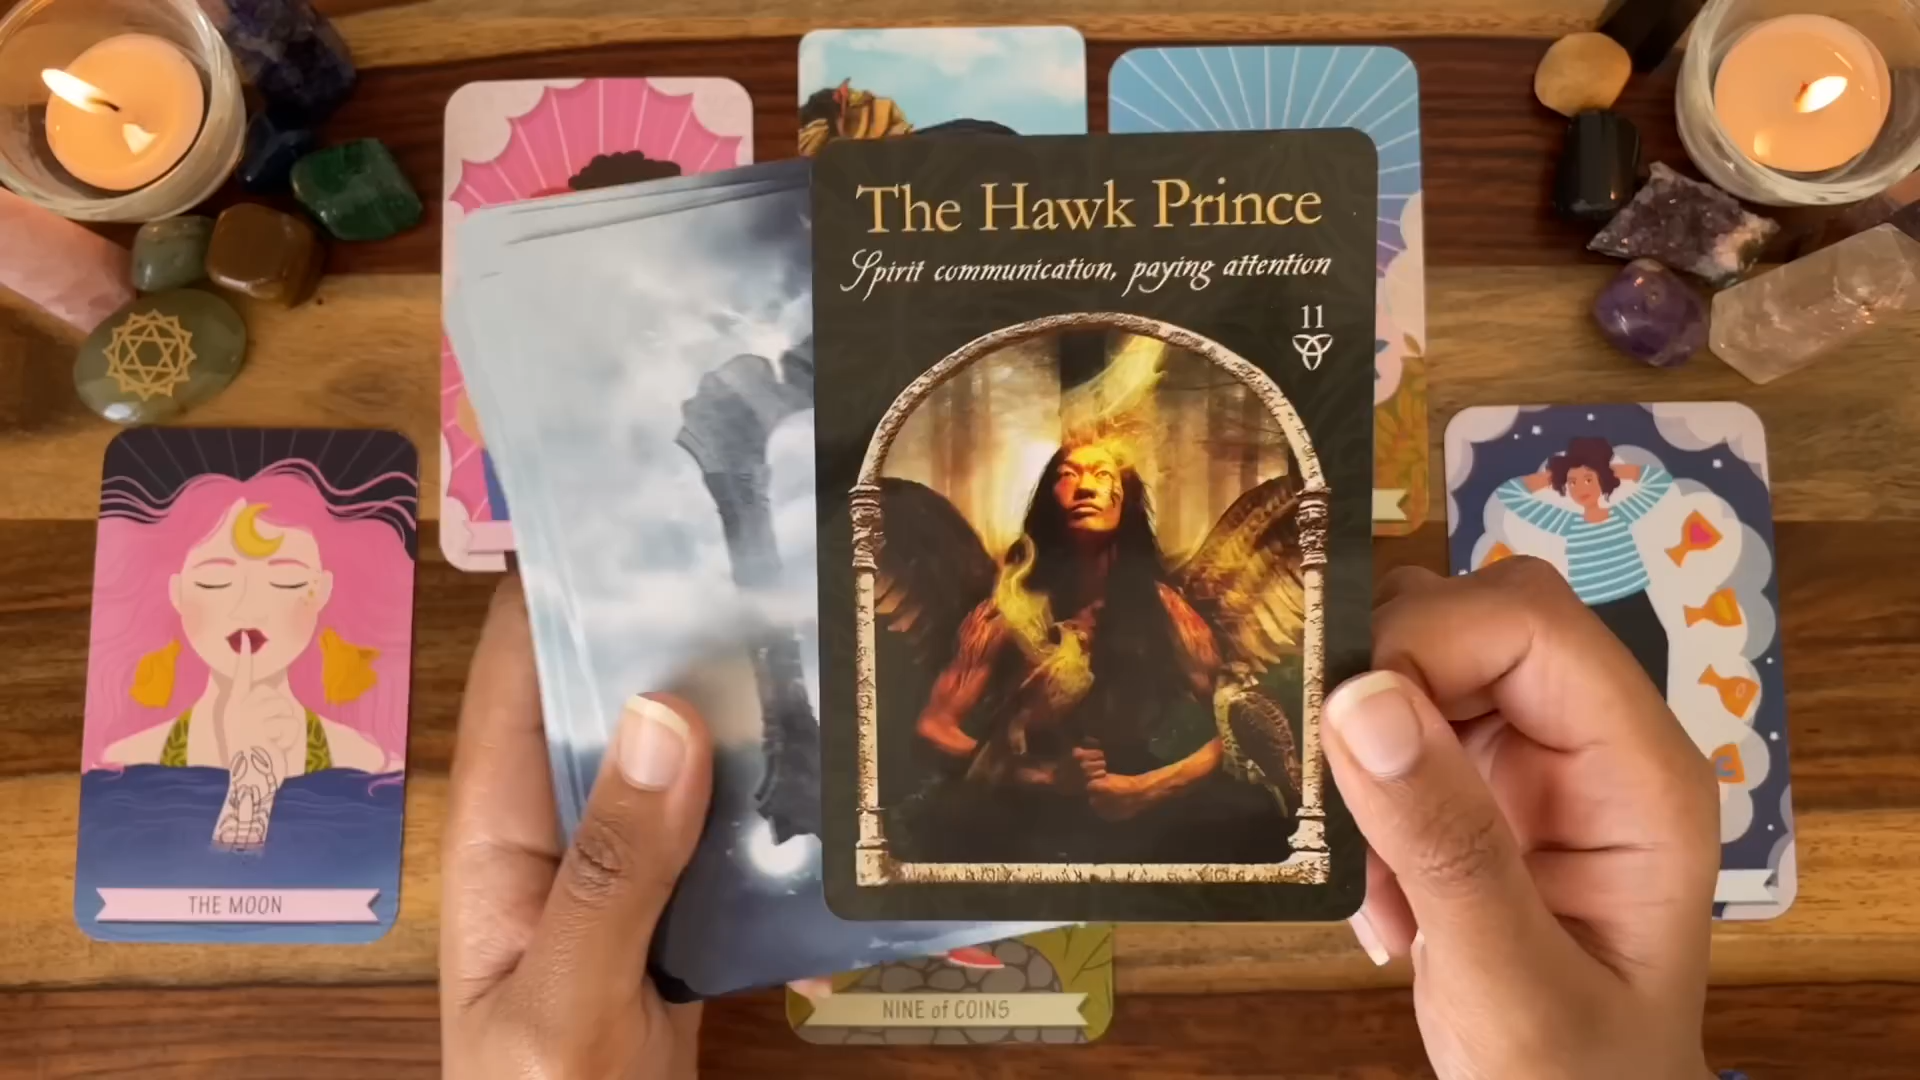 The Hawk Prince
Spirit communication, paying attention
11
THE MOON
NINE of COINS